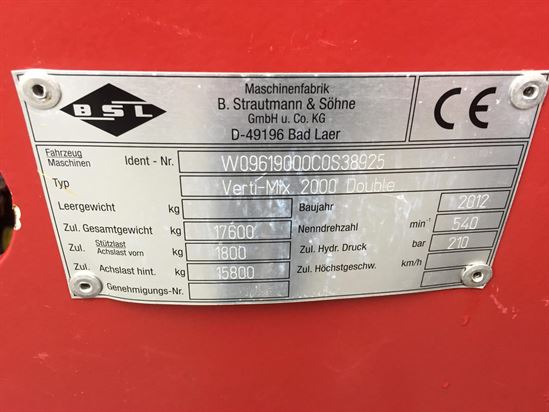 BSL
Maschinenfabrik
B. Strautmann & Söhne
GmbH u. Co. KG
D-49196 Bad Laer
CE
Fahrzeug
Maschinen Ident - Nr. W09619000C0S38925
Typ Verti-Mix 2000 Double
Leergewicht kg Baujahr 2012
Zul. Gesamtgewicht kg 17600 Nenndrehzahl min⁻¹ 540
Zul. Stützlast
Achslast vorn kg 1800 Zul. Hydr. Druck bar 210
Zul. Achslast hint. kg 15800 Zul. Höchstgeschw. km/h
Genehmigungs-Nr.